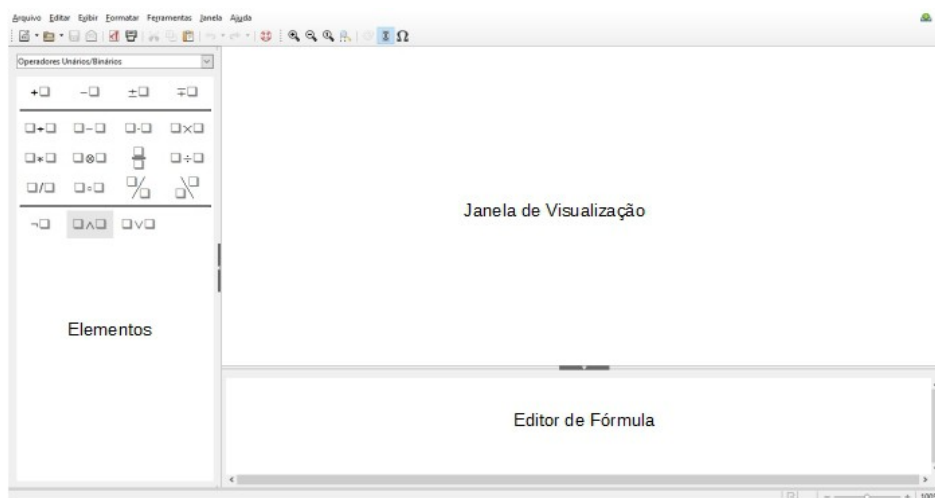 Arquivo Editar Exibir Formatar Ferramentas Janela Ajuda
Operadores Unários/Binários
+□ −□ ±□ ∓□
□+□ □−□ □·□ □×□
□∗□ □⊗□ □÷□
□/□ □∘□
¬□ □∧□ □∨□
Janela de Visualização
Elementos
Editor de Fórmula